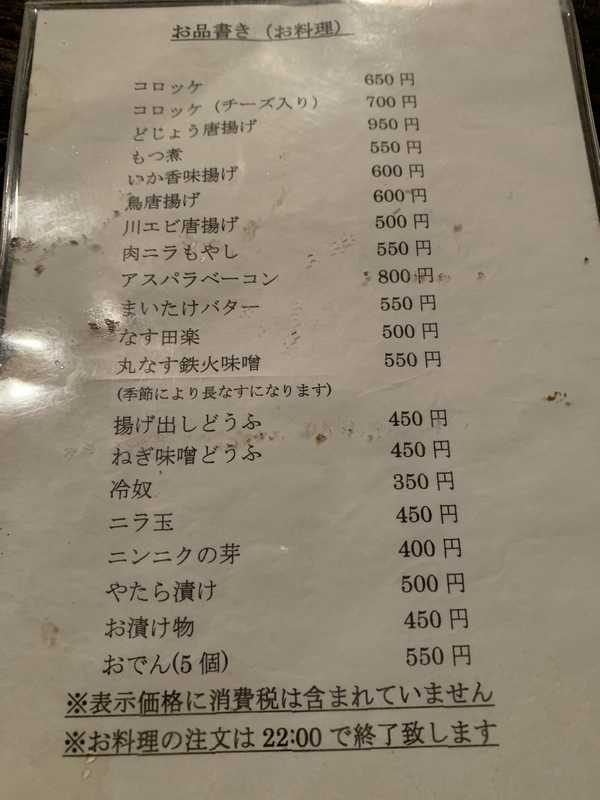 お品書き（お料理）
コロッケ 650円
コロッケ（チーズ入り） 700円
どじょう唐揚げ 950円
もつ煮 550円
いか香味揚げ 600円
鳥唐揚げ 600円
川エビ唐揚げ 500円
肉ニラもやし 550円
アスパラベーコン 800円
まいたけバター 550円
なす田楽 500円
丸なす鉄火味噌 550円
(季節により長なすになります)
揚げ出しどうふ 450円
ねぎ味噌どうふ 450円
冷奴 350円
ニラ玉 450円
ニンニクの芽 400円
やたら漬け 500円
お漬け物 450円
おでん(5個) 550円
※表示価格に消費税は含まれていません
※お料理の注文は22:00で終了致します